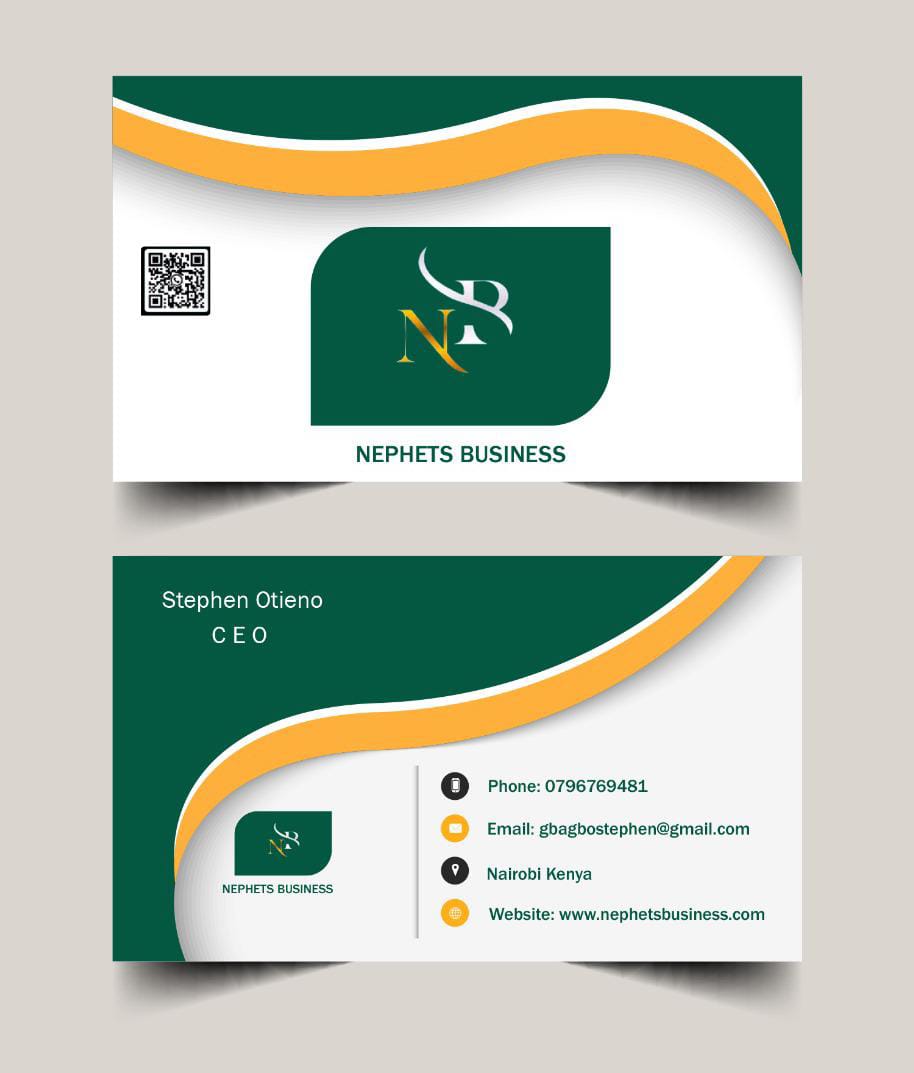 NB
NEPHETS BUSINESS
Stephen Otieno
CEO
NB
NEPHETS BUSINESS
Phone: 0796769481
Email: gbagbostephen@gmail.com
Nairobi Kenya
Website: www.nephetsbusiness.com